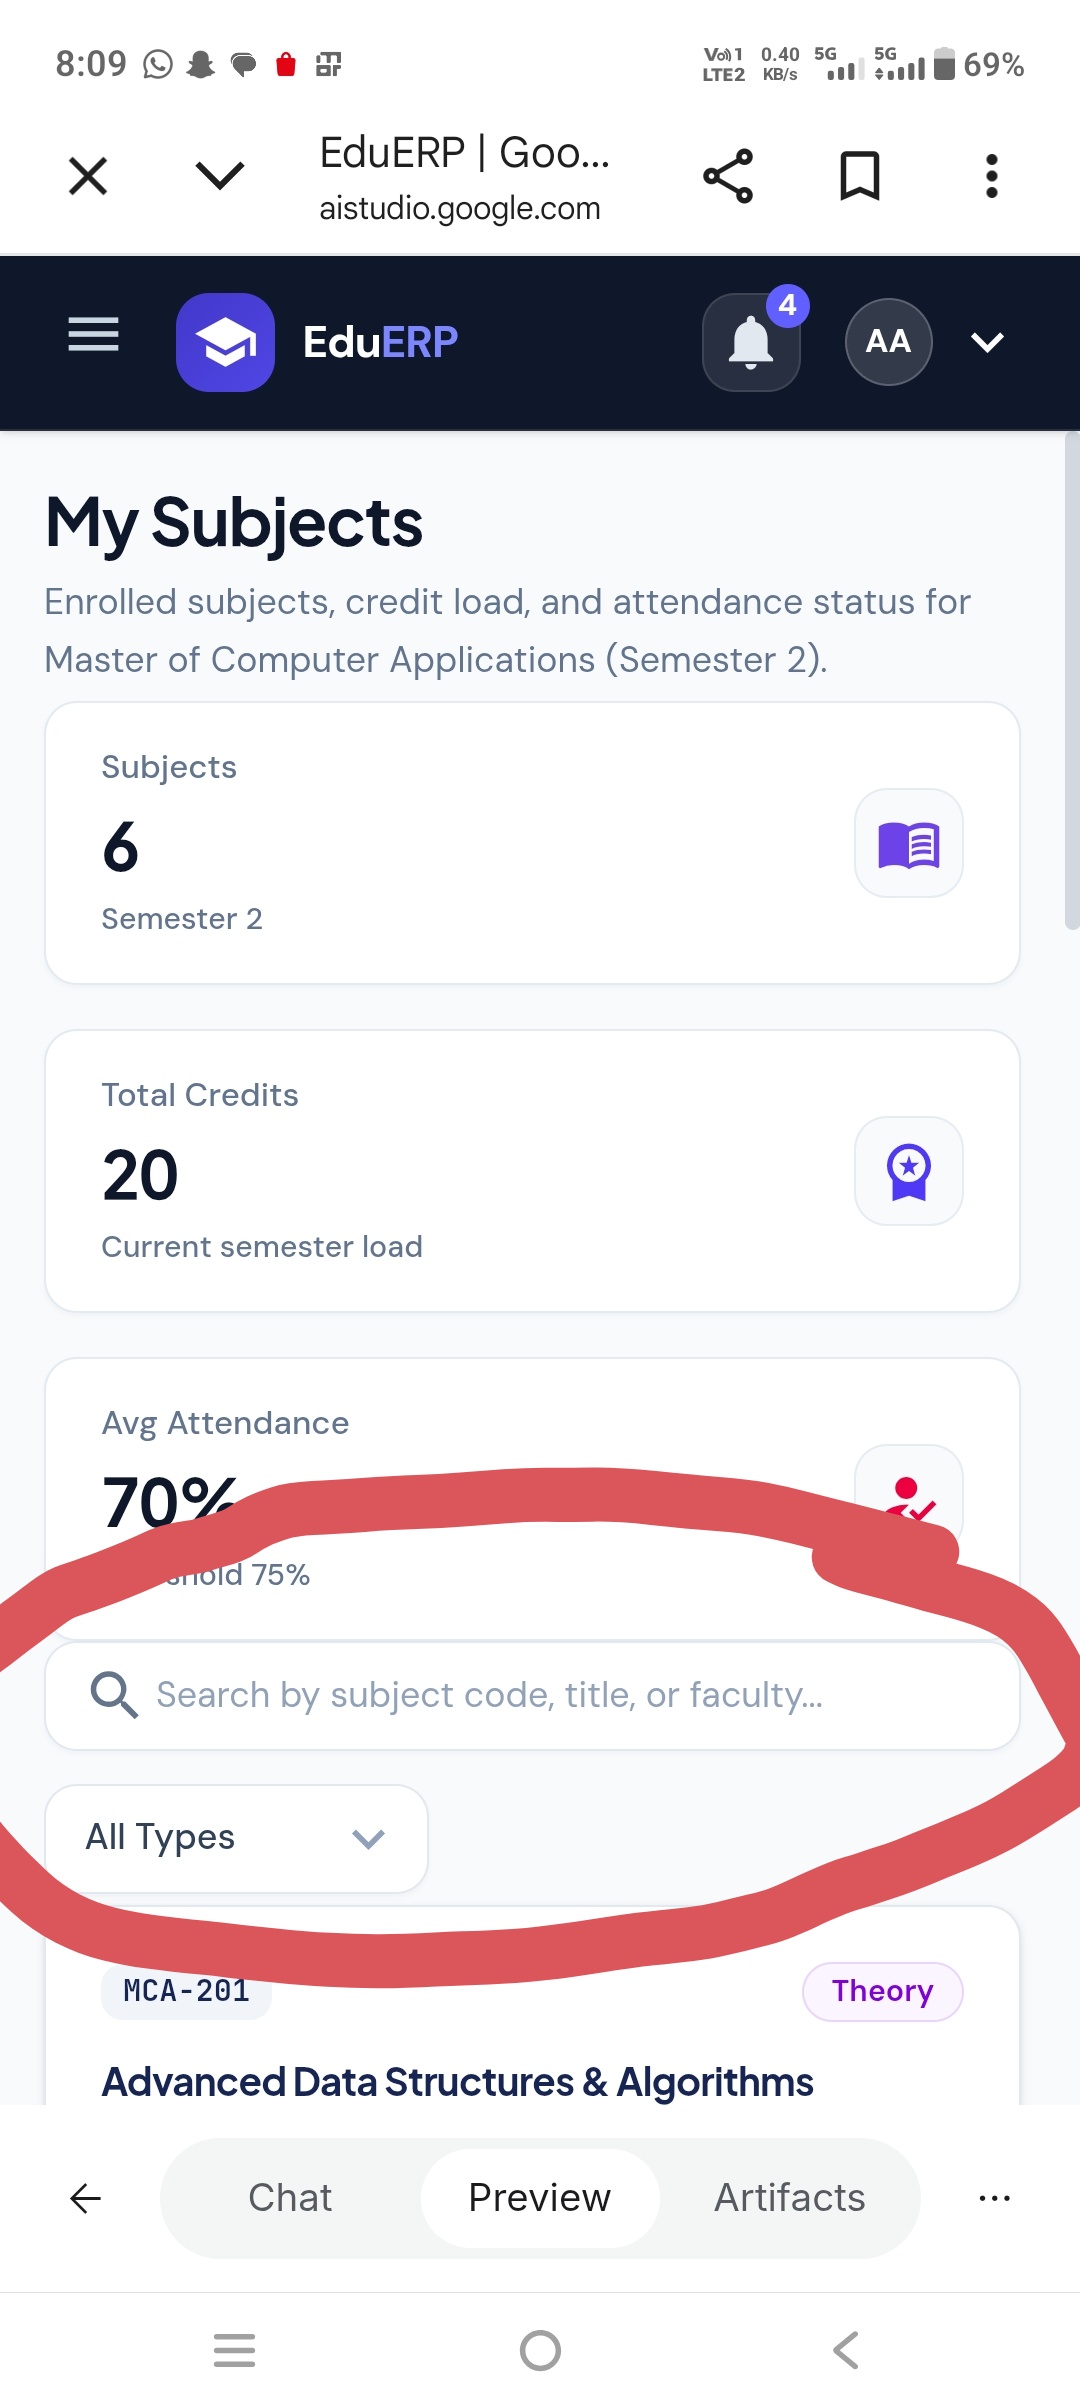 8:09
Vo 1 LTE2
0.40 KB/s
5G
5G
69%
EduERP | Goo...
aistudio.google.com
EduERP
4
AA
My Subjects
Enrolled subjects, credit load, and attendance status for
Master of Computer Applications (Semester 2).
Subjects
6
Semester 2
Total Credits
20
Current semester load
Avg Attendance
70%
75%
Search by subject code, title, or faculty...
All Types
MCA-201
Theory
Advanced Data Structures & Algorithms
Chat
Preview
Artifacts